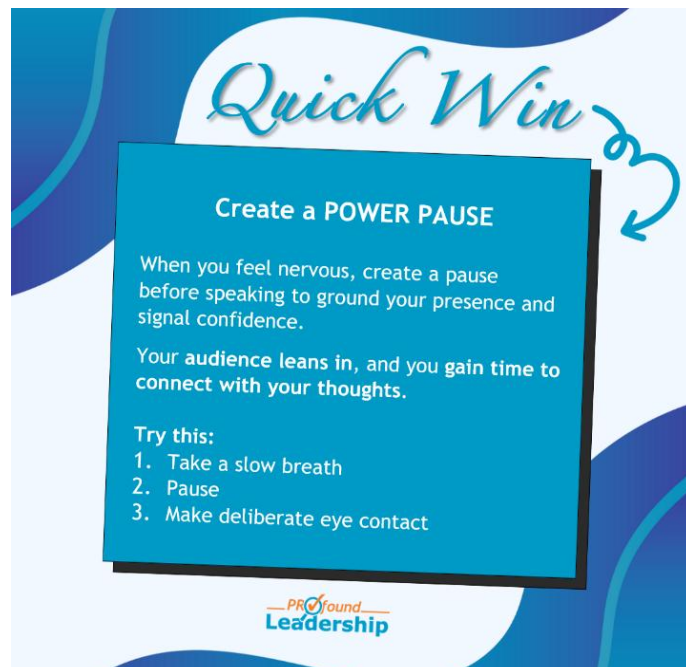 Quick Win
Create a POWER PAUSE
When you feel nervous, create a pause
before speaking to ground your presence and
signal confidence.
Your audience leans in, and you gain time to
connect with your thoughts.
Try this:
1. Take a slow breath
2. Pause
3. Make deliberate eye contact
PROfound
Leadership